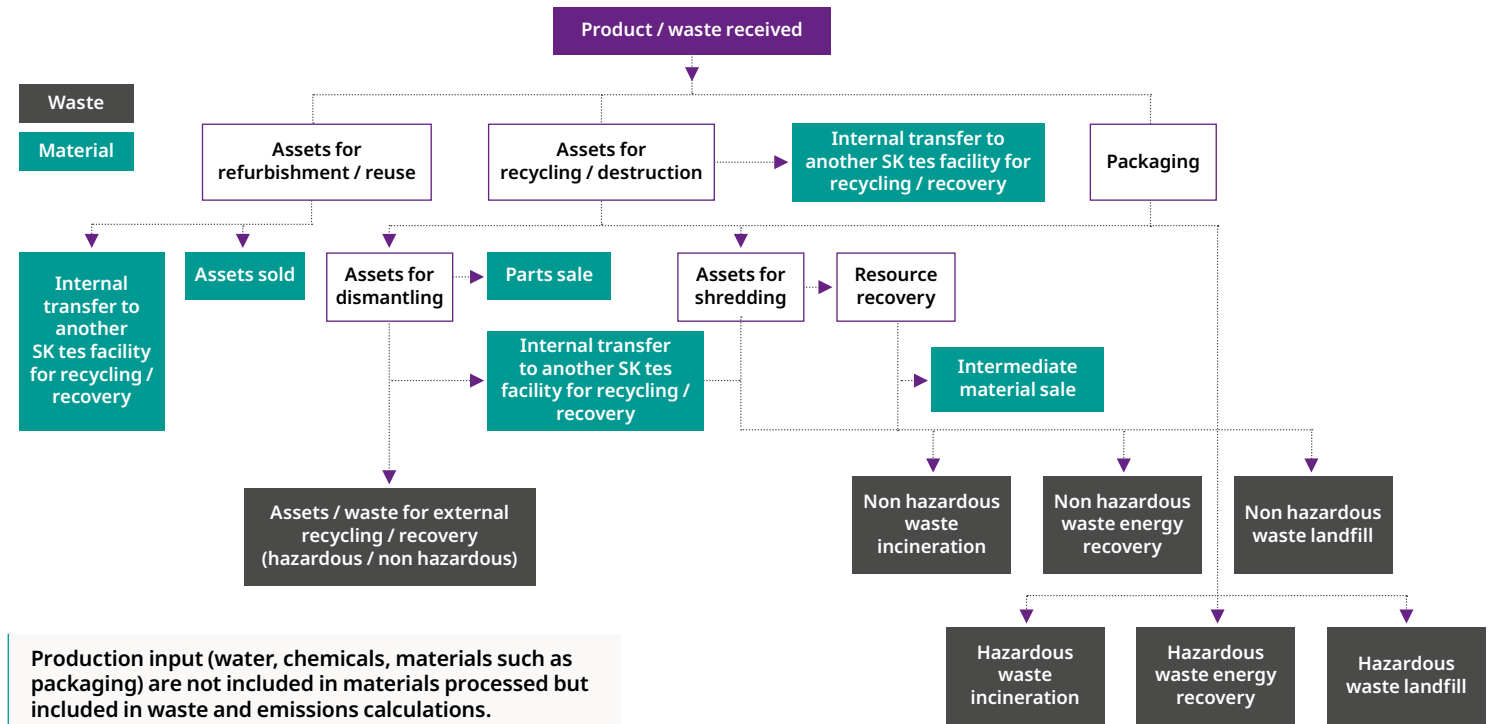 Product / waste received
Waste
Material
Assets for
refurbishment / reuse
Assets for
recycling / destruction
Internal transfer to
another SK tes facility for
recycling / recovery
Packaging
Internal
transfer to
another
SK tes facility
for recycling /
recovery
Assets sold
Assets for
dismantling
Parts sale
Assets for
shredding
Resource
recovery
Internal transfer
to another SK tes
facility for recycling /
recovery
Intermediate
material sale
Assets / waste for external
recycling / recovery
(hazardous / non hazardous)
Non hazardous
waste
incineration
Non hazardous
waste energy
recovery
Non hazardous
waste landfill
Hazardous
waste
incineration
Hazardous
waste energy
recovery
Hazardous
waste landfill
Production input (water, chemicals, materials such as
packaging) are not included in materials processed but
included in waste and emissions calculations.